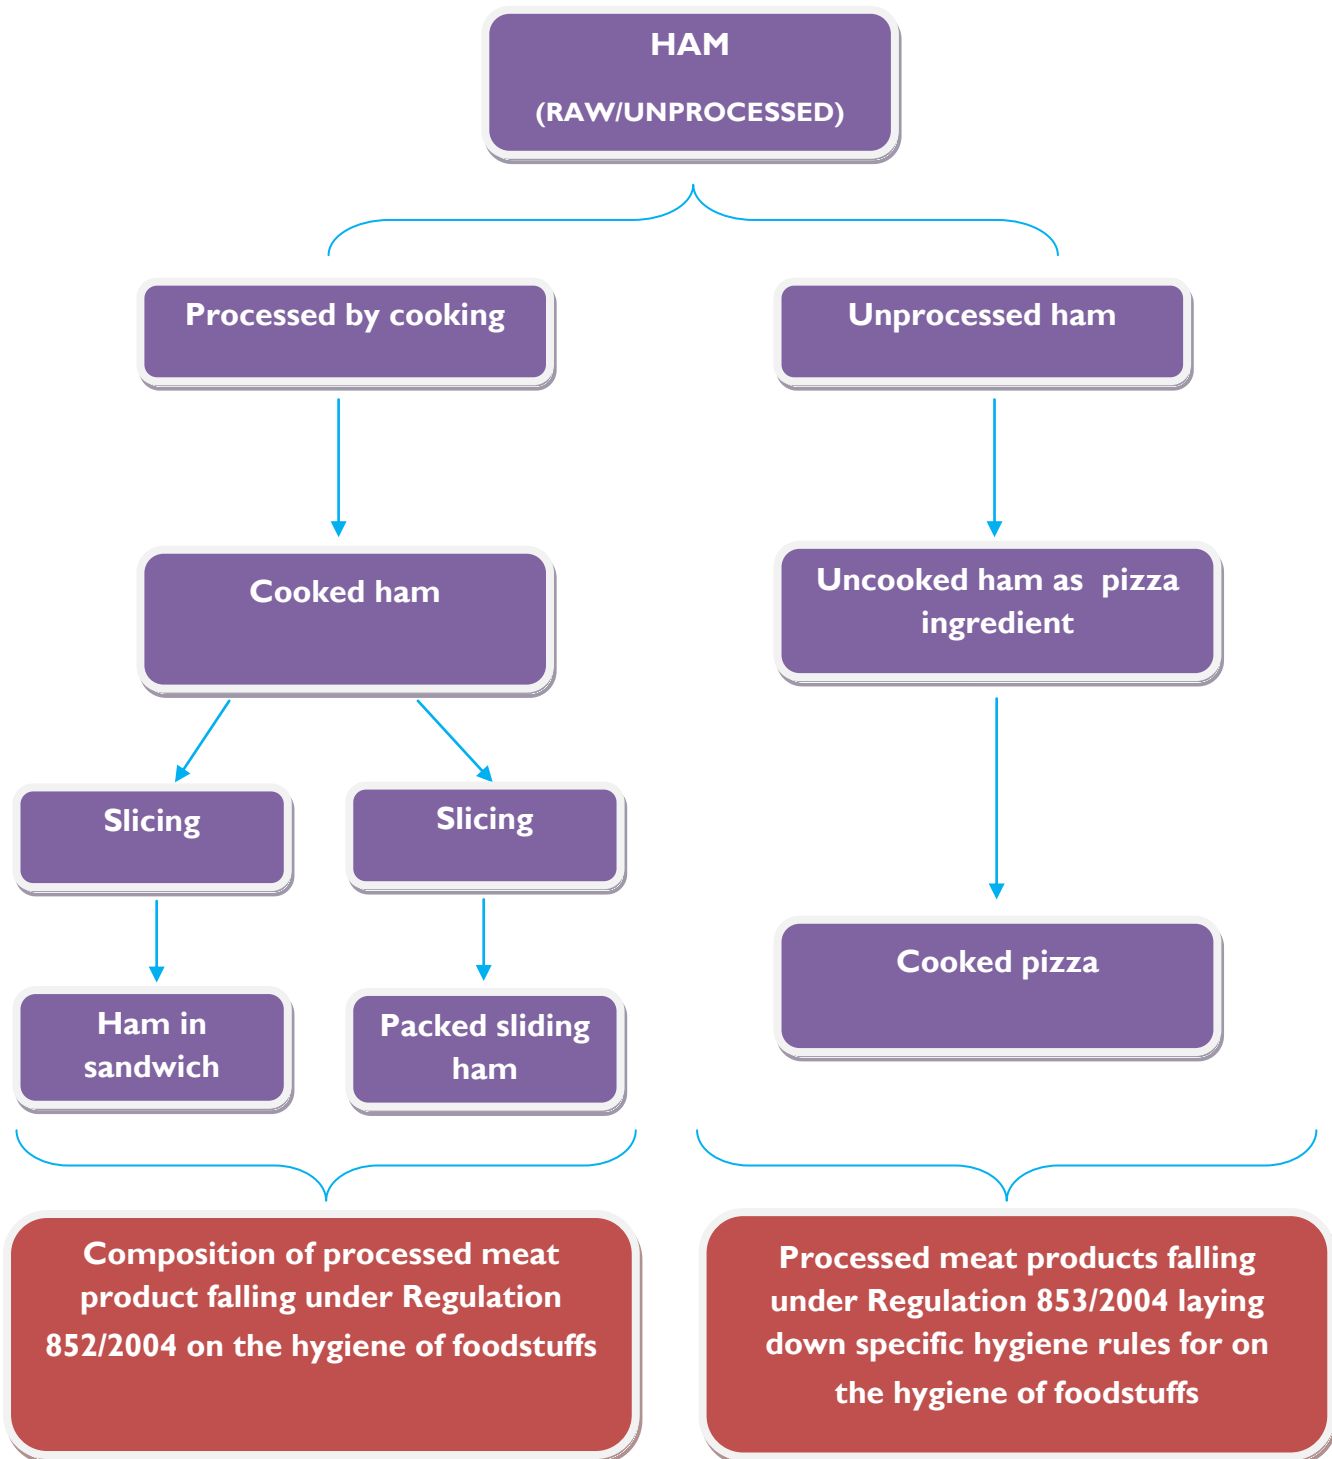 HAM
(RAW/UNPROCESSED)
Processed by cooking
Unprocessed ham
Cooked ham
Uncooked ham as pizza
ingredient
Slicing
Slicing
Cooked pizza
Ham in
sandwich
Packed sliding
ham
Composition of processed meat
product falling under Regulation
852/2004 on the hygiene of foodstuffs
Processed meat products falling
under Regulation 853/2004 laying
down specific hygiene rules for on
the hygiene of foodstuffs